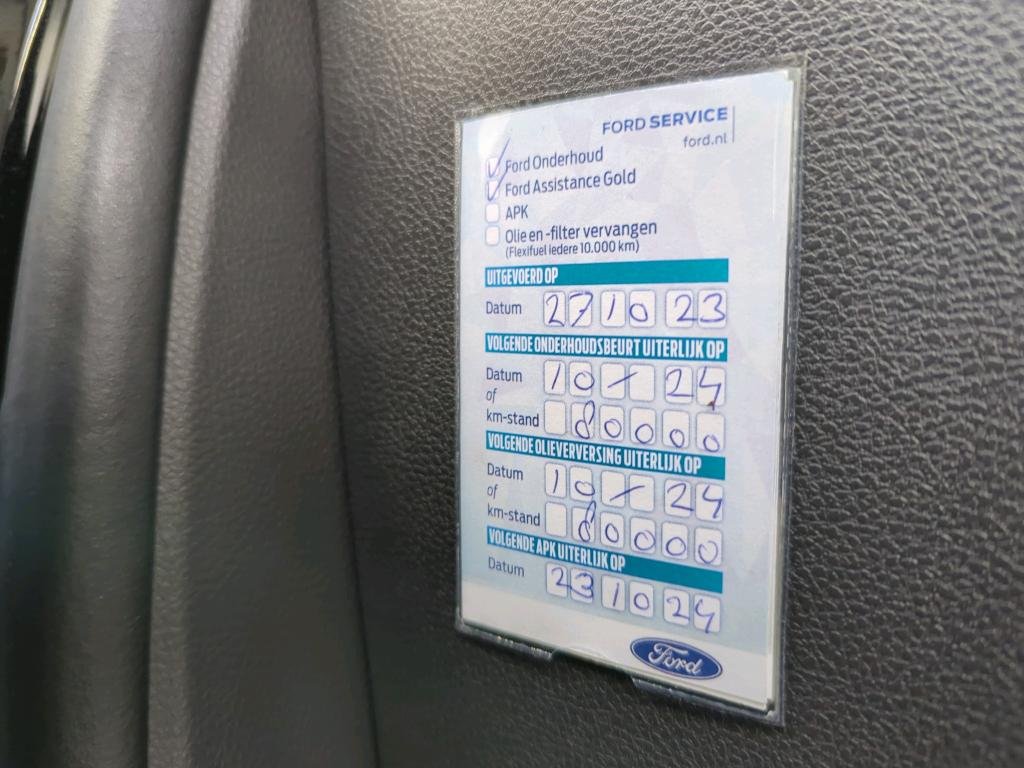 FORD SERVICE
ford.nl
Ford Onderhoud
Ford Assistance Gold
APK
Olie en -filter vervangen
(Flexifuel iedere 10.000 km)
UITGEVOERD OP
Datum 27 10 23
VOLGENDE ONDERHOUDSBEURT UITERLIJK OP
Datum 10 - 24
of
km-stand 80000
VOLGENDE OLIEVERVERSING UITERLIJK OP
Datum 10 - 24
of
km-stand 80000
VOLGENDE APK UITERLIJK OP
Datum 23 10 24
Ford